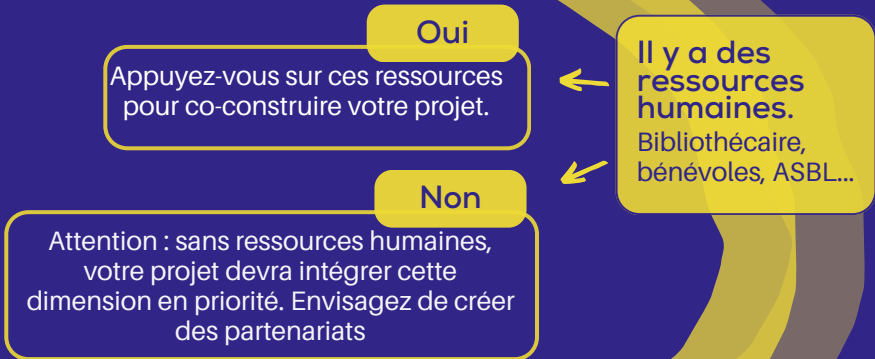 Il y a des
ressources
humaines.
Bibliothécaire,
bénévoles, ASBL...
Oui
Appuyez-vous sur ces ressources
pour co-construire votre projet.
Non
Attention : sans ressources humaines,
votre projet devra intégrer cette
dimension en priorité. Envisagez de créer
des partenariats